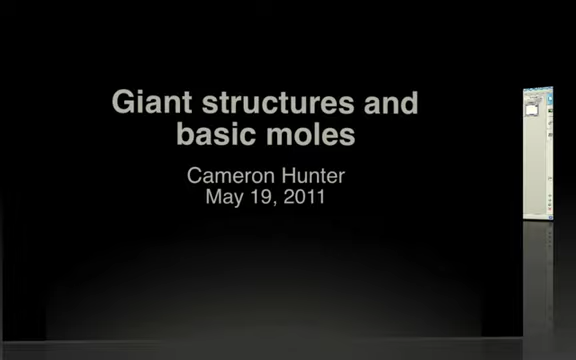 Giant structures and
basic moles
Cameron Hunter
May 19, 2011